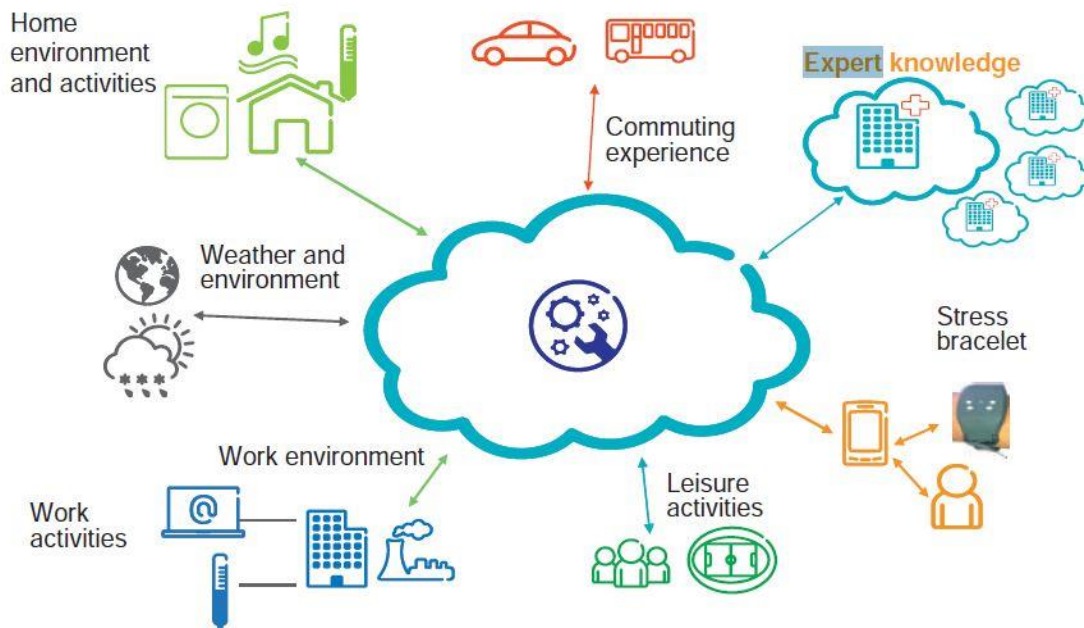 Home
environment
and activities
Expert knowledge
Commuting
experience
Weather and
environment
Stress
bracelet
Work environment
Leisure
activities
Work
activities
@